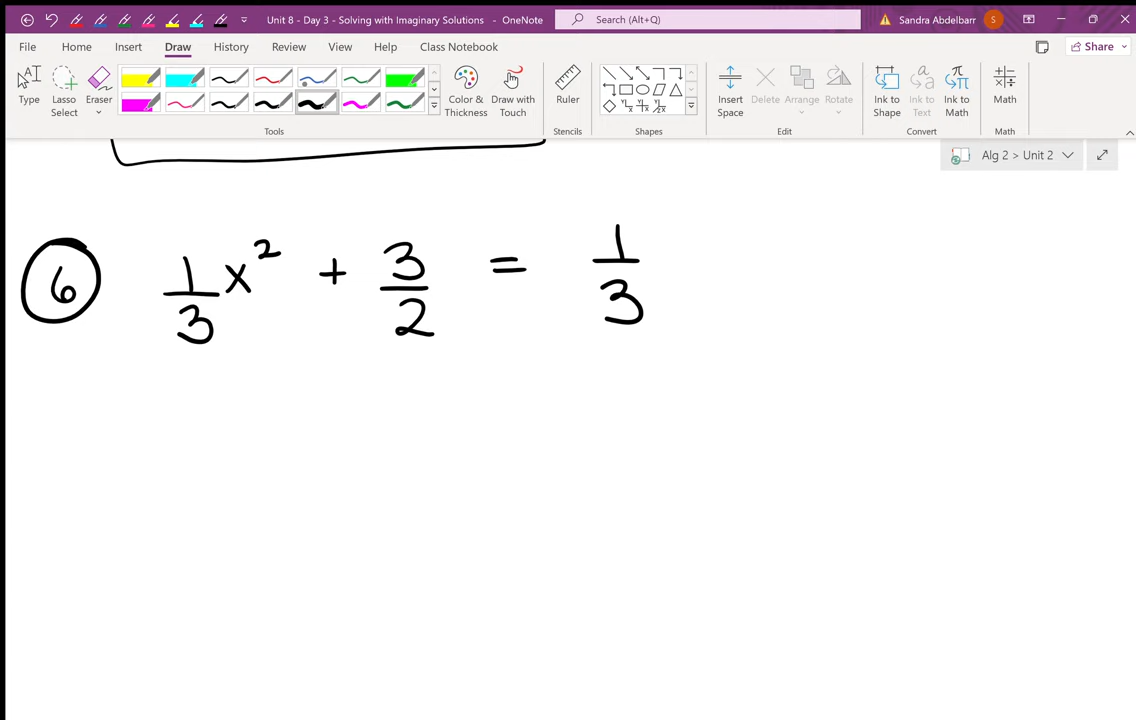 Unit 8 - Day 3 - Solving with Imaginary Solutions - OneNote
Search (Alt+Q)
Sandra Abdelbarr S
File Home Insert Draw History Review View Help Class Notebook Share
Type
Lasso Select
Eraser
Color & Thickness
Draw with Touch
Ruler
Insert Space
Delete
Arrange
Rotate
Ink to Shape
Ink to Text
Ink to Math
Math
Tools Stencils Shapes Edit Convert Math
Alg 2 > Unit 2
6 1/3 x² + 3/2 = 1/3